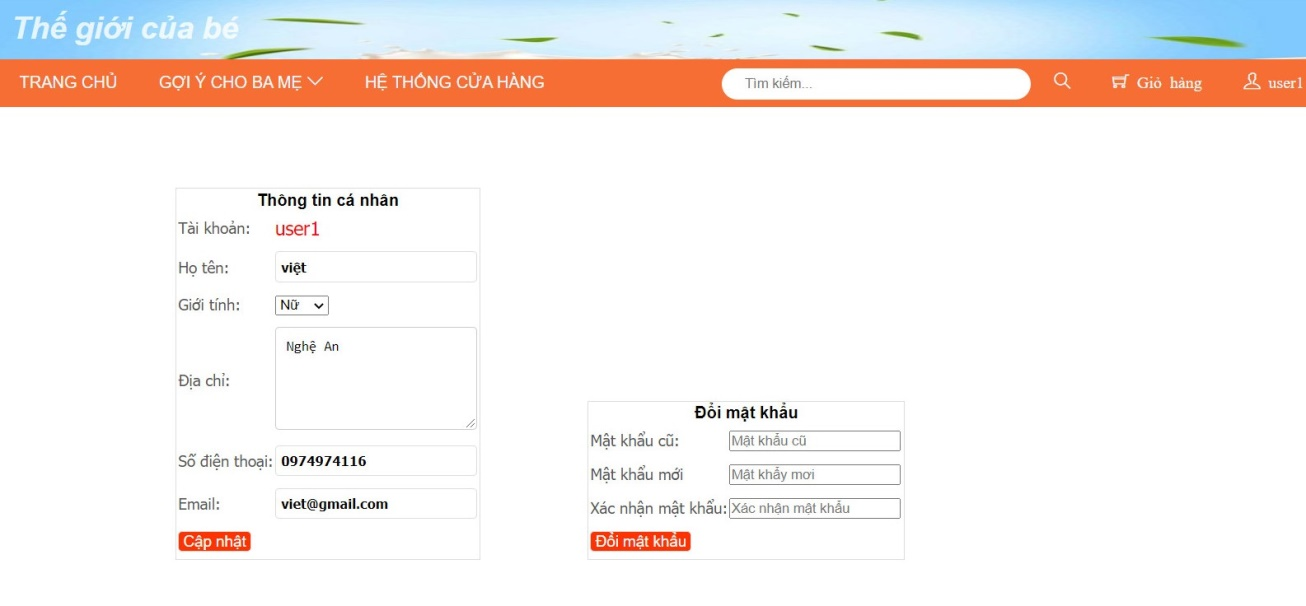 Thế giới của bé
TRANG CHỦ GỢI Ý CHO BA MẸ HỆ THỐNG CỬA HÀNG Tìm kiếm... Giỏ hàng user1
Thông tin cá nhân
Tài khoản: user1
Họ tên: việt
Giới tính: Nữ
Địa chỉ: Nghệ An
Số điện thoại: 0974974116
Email: viet@gmail.com
Cập nhật
Đổi mật khẩu
Mật khẩu cũ: Mật khẩu cũ
Mật khẩu mới Mật khẩy mơi
Xác nhận mật khẩu: Xác nhận mật khẩu
Đổi mật khẩu